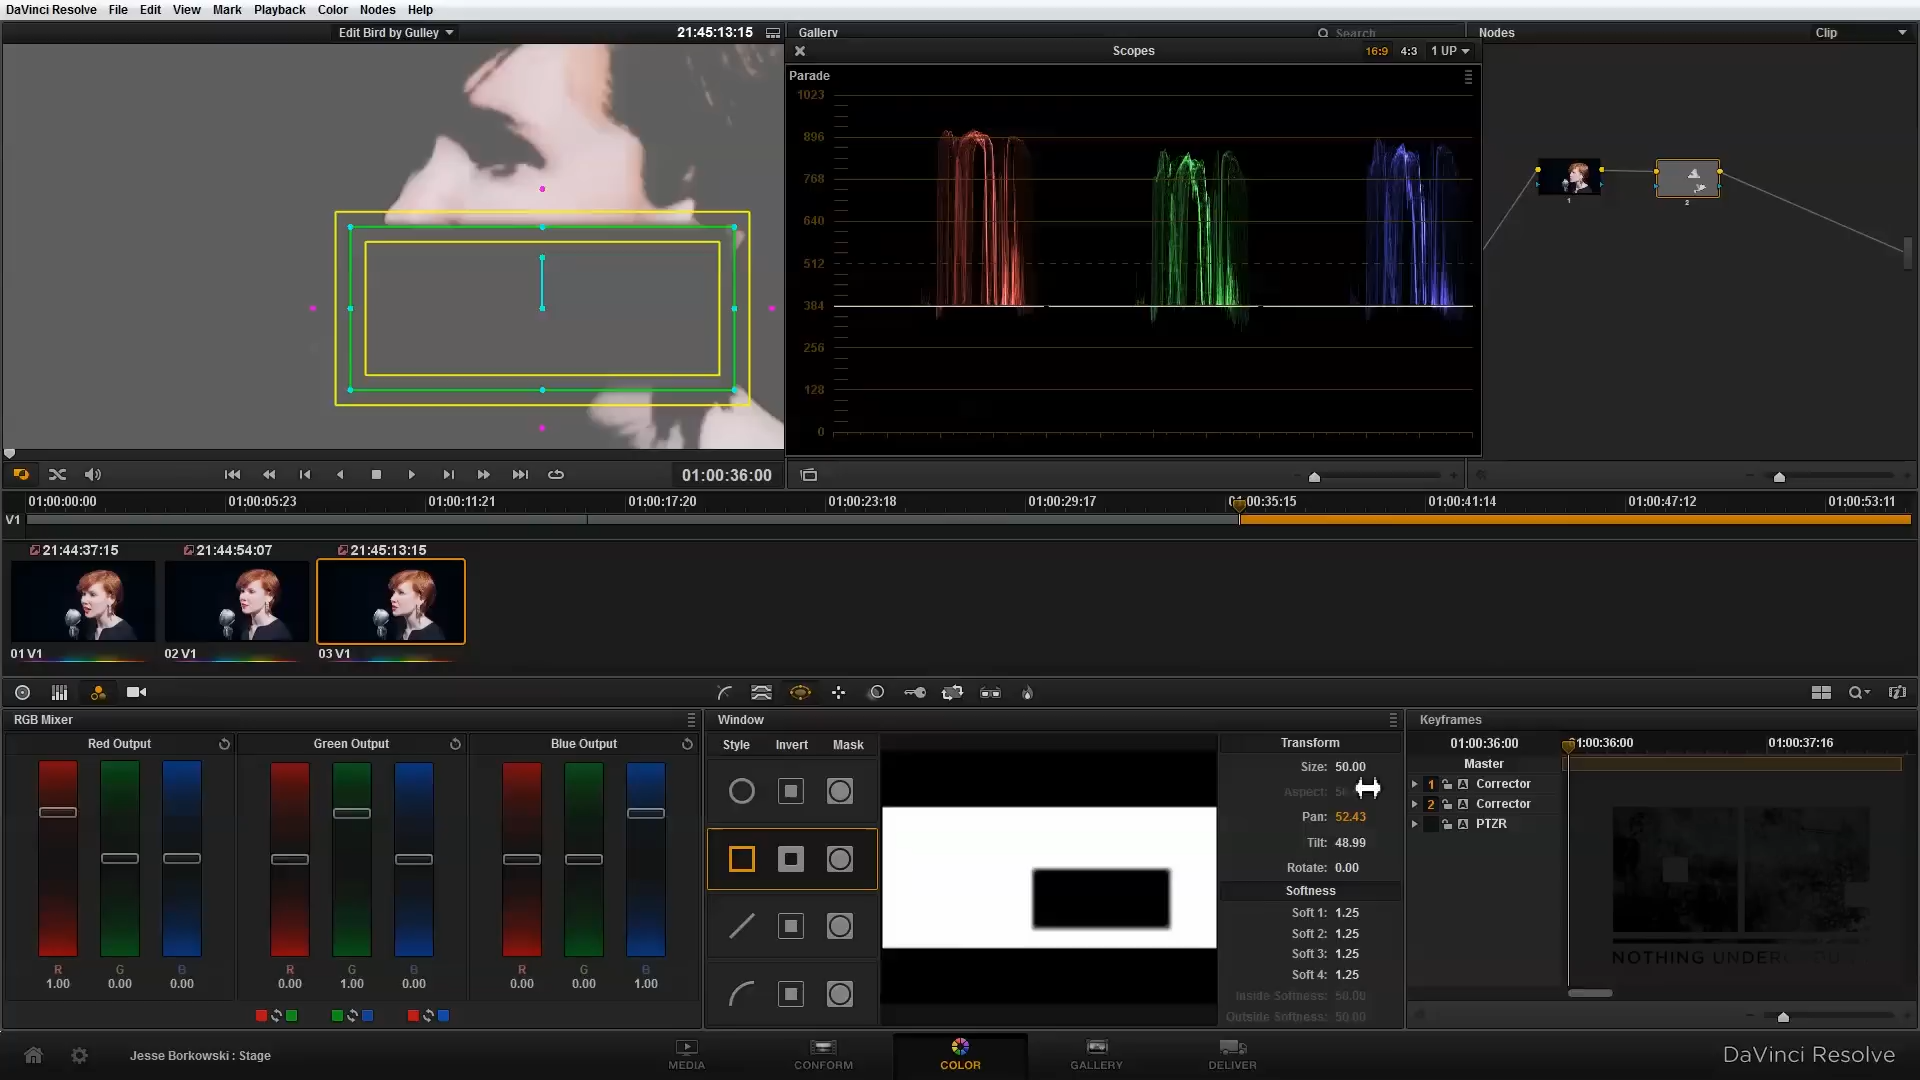 DaVinci Resolve File Edit View Mark Playback Color Nodes Help
Edit Bird by Gulley 21:45:13:15 Gallery Search Nodes Clip
Scopes 16:9 4:3 1 UP
Parade
1023
896
768
640
512
384
256
128
0
1
2
01:00:36:00
01:00:00:00 01:00:05:23 01:00:11:21 01:00:17:20 01:00:23:18 01:00:29:17 01:00:35:15 01:00:41:14 01:00:47:12 01:00:53:11
V1
21:44:37:15 21:44:54:07 21:45:13:15
01 V1 02 V1 03 V1
RGB Mixer Window Keyframes
Red Output Green Output Blue Output
R G B R G B R G B
1.00 0.00 0.00 0.00 1.00 0.00 0.00 0.00 1.00
Style Invert Mask
Transform
Size: 50.00
Aspect:
Pan: 52.43
Tilt: 48.99
Rotate: 0.00
Softness
Soft 1: 1.25
Soft 2: 1.25
Soft 3: 1.25
Soft 4: 1.25
Inside Softness: 50.00
Outside Softness: 50.00
01:00:36:00 01:00:37:16
01:00:36:00
Master
1 A Corrector
2 A Corrector
A PTZR
Jesse Borkowski : Stage
MEDIA CONFORM COLOR GALLERY DELIVER
DaVinci Resolve